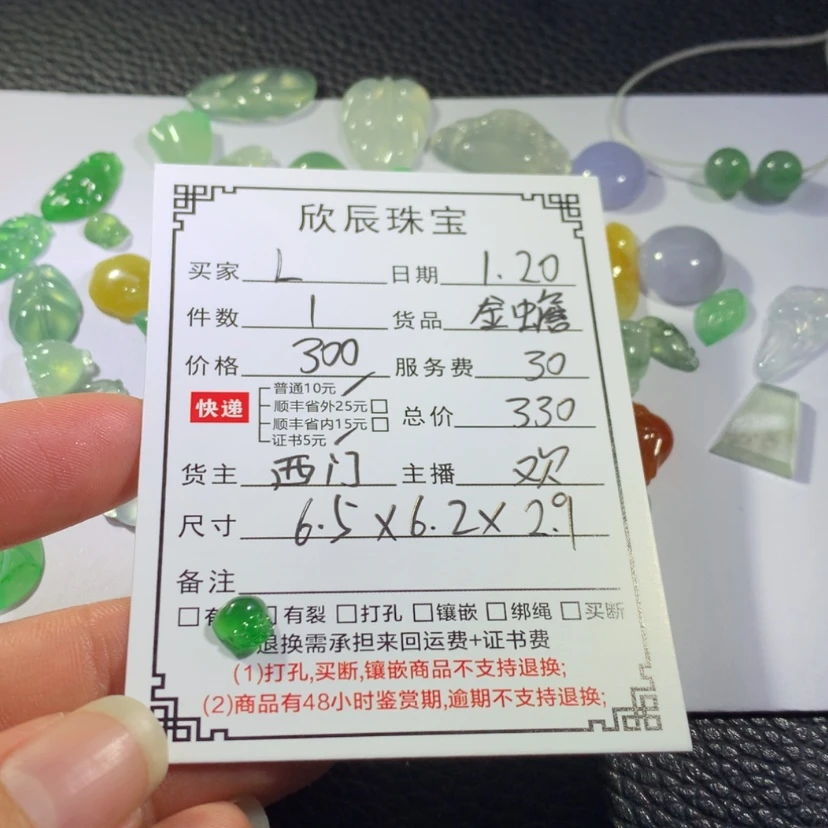 欣辰珠宝
买家 L 日期 1.20
件数 1 货品 金蟾
价格 300 服务费 30
快递 普通10元
顺丰省外25元□
顺丰省内15元□
证书5元
总价 330
货主 西门 主播 欢
尺寸 6.5×6.2×2.9
备注
□有 □有裂 □打孔 □镶嵌 □绑绳 □买断
退换需承担来回运费+证书费
(1)打孔,买断,镶嵌商品不支持退换;
(2)商品有48小时鉴赏期,逾期不支持退换;